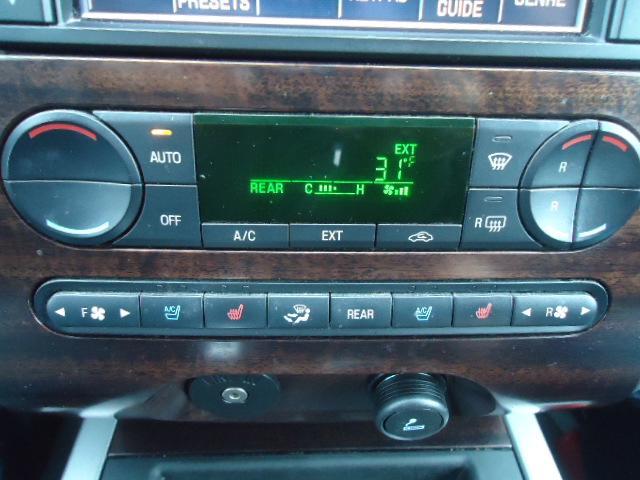 PRESETS
GUIDE
AUTO
EXT
31°F
REAR C H
R
OFF
R
R
A/C EXT
F A/C REAR A/C R